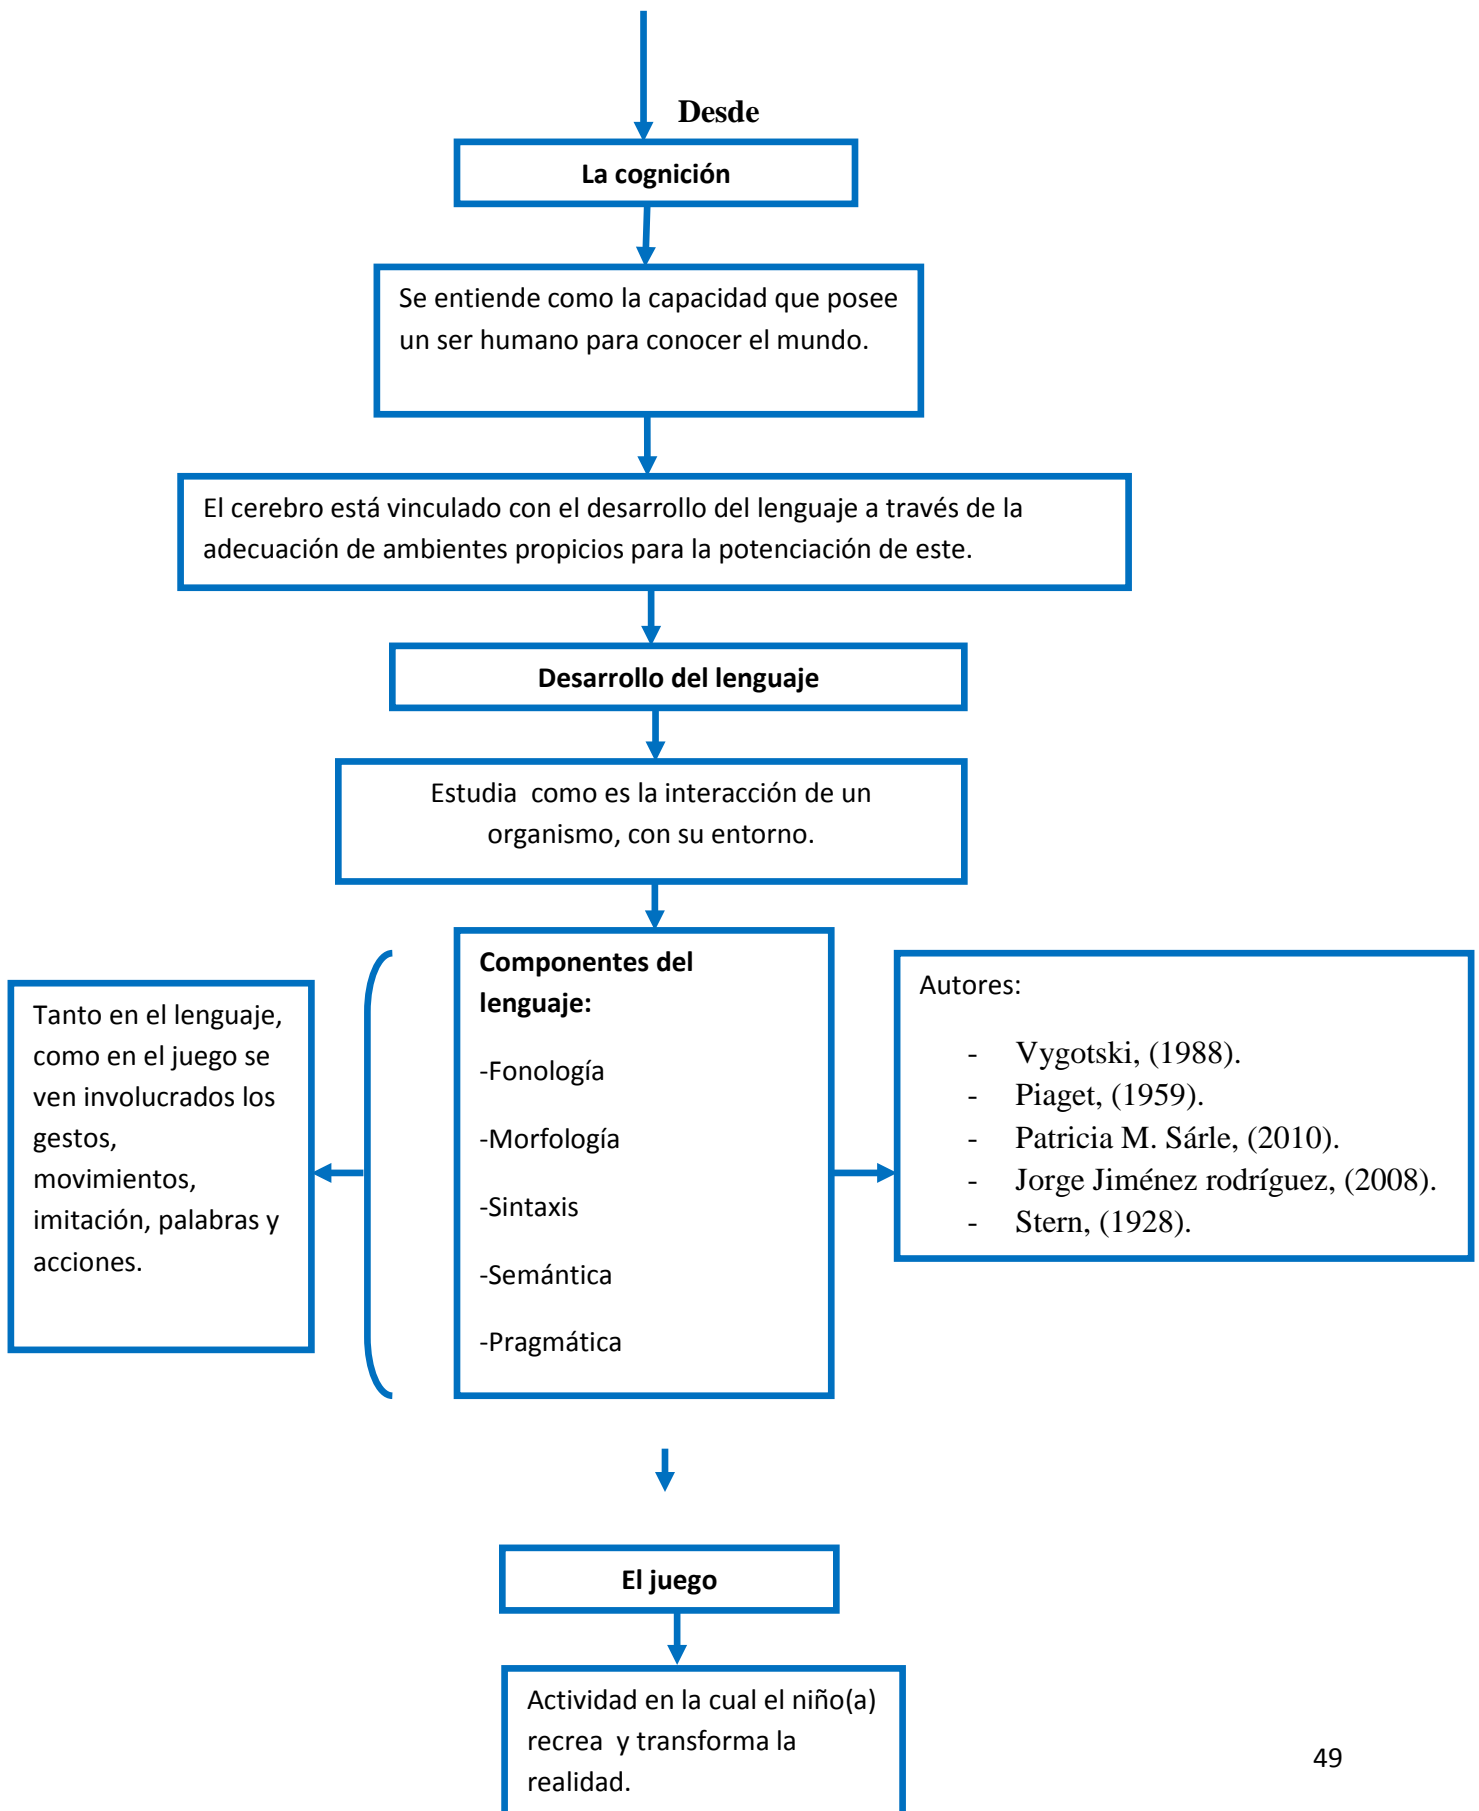 Desde
La cognición
Se entiende como la capacidad que posee
un ser humano para conocer el mundo.
El cerebro está vinculado con el desarrollo del lenguaje a través de la
adecuación de ambientes propicios para la potenciación de este.
Desarrollo del lenguaje
Estudia  como es la interacción de un
organismo, con su entorno.
Tanto en el lenguaje,
como en el juego se
ven involucrados los
gestos,
movimientos,
imitación, palabras y
acciones.
Componentes del
lenguaje:
-Fonología
-Morfología
-Sintaxis
-Semántica
-Pragmática
Autores:
- Vygotski, (1988).
- Piaget, (1959).
- Patricia M. Sárle, (2010).
- Jorge Jiménez rodríguez, (2008).
- Stern, (1928).
El juego
Actividad en la cual el niño(a)
recrea  y transforma la
realidad.
49